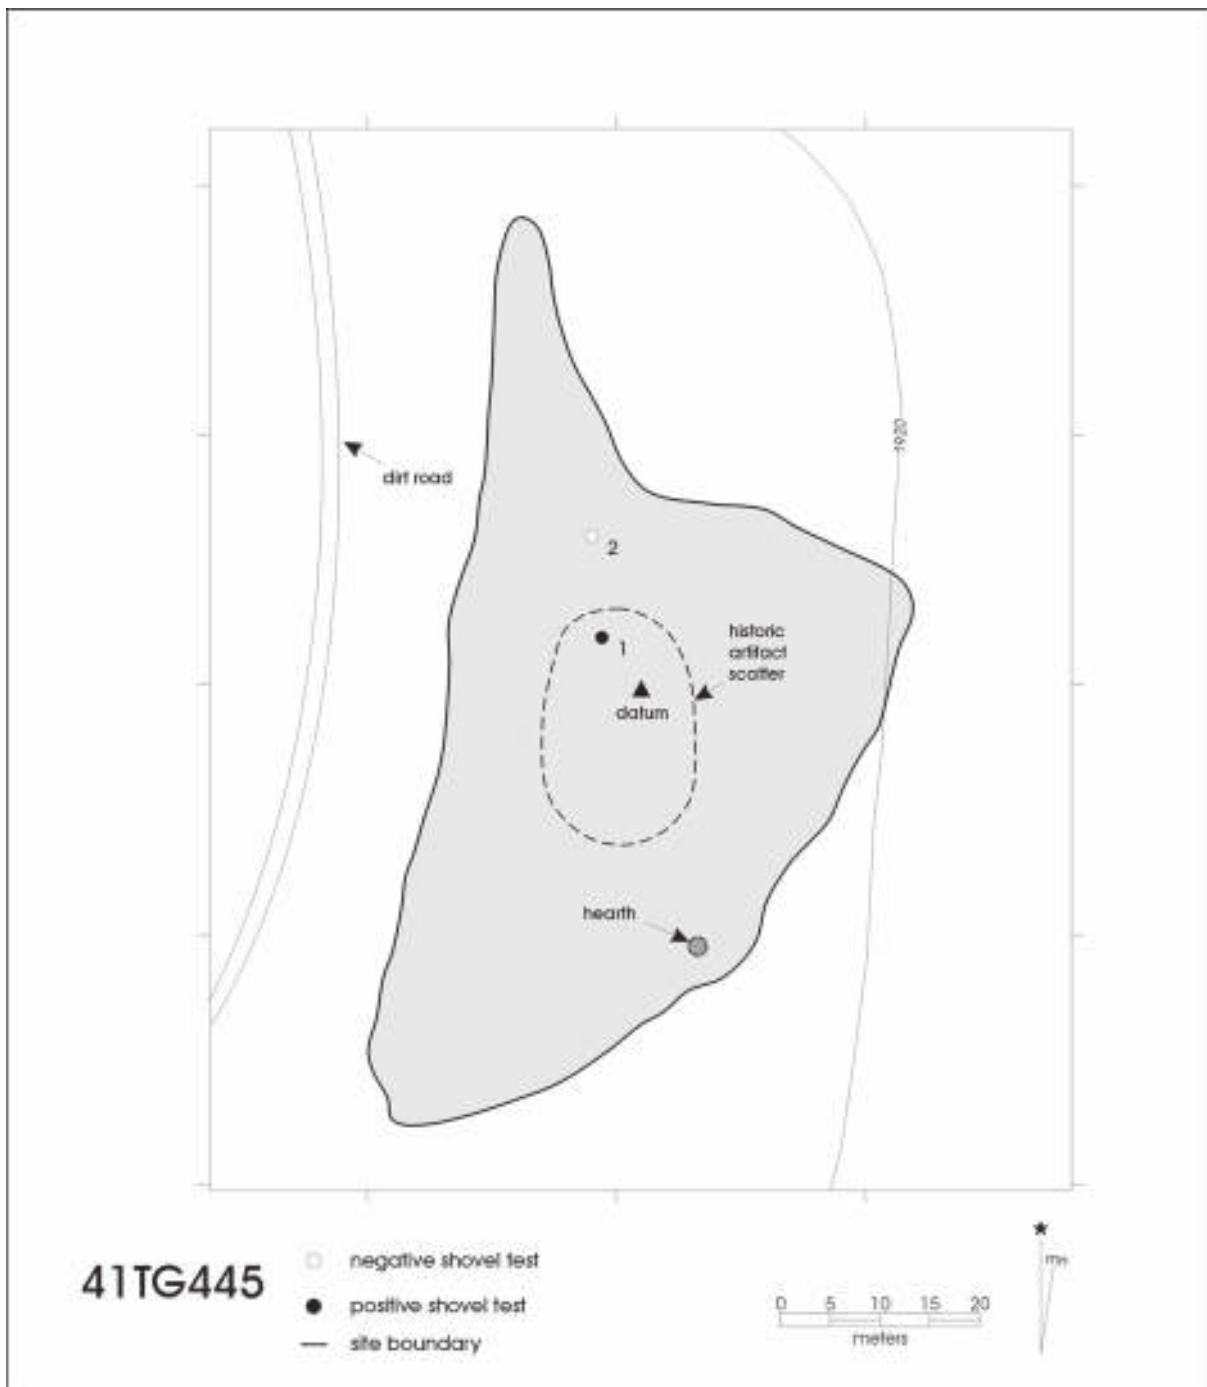 1920
dirt road
2
historic
artifact
scatter
1
datum
hearth
41TG445
negative shovel test
positive shovel test
site boundary
0 5 10 15 20
meters
mn